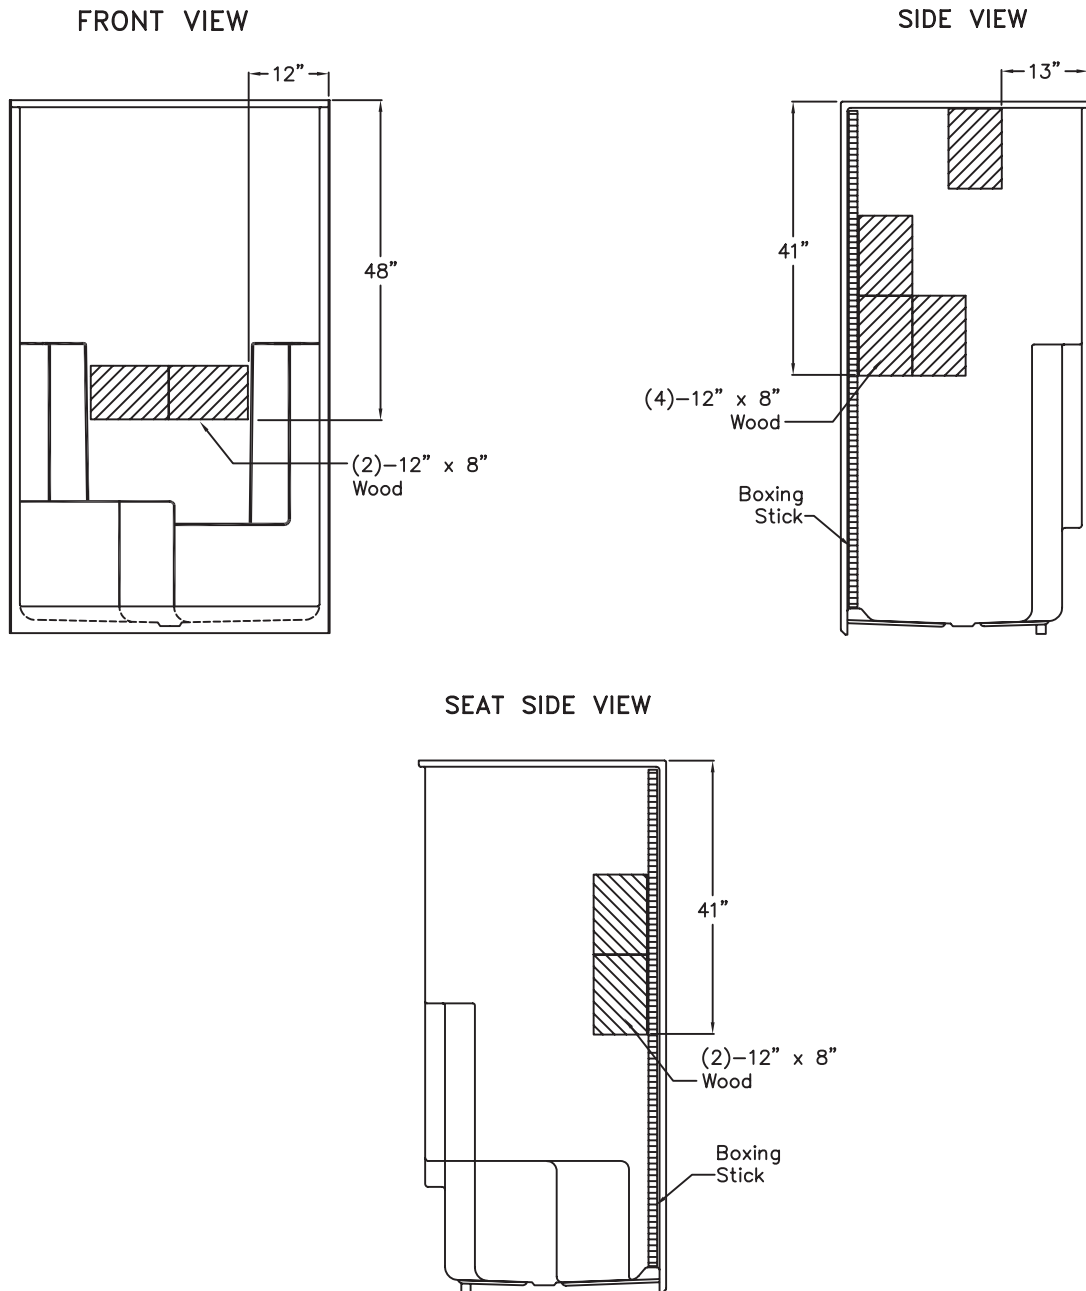 FRONT VIEW
12”
48”
(2)–12” x 8”
Wood
SIDE VIEW
13”
41”
(4)–12” x 8”
Wood
Boxing
Stick
SEAT SIDE VIEW
41”
(2)–12” x 8”
Wood
Boxing
Stick